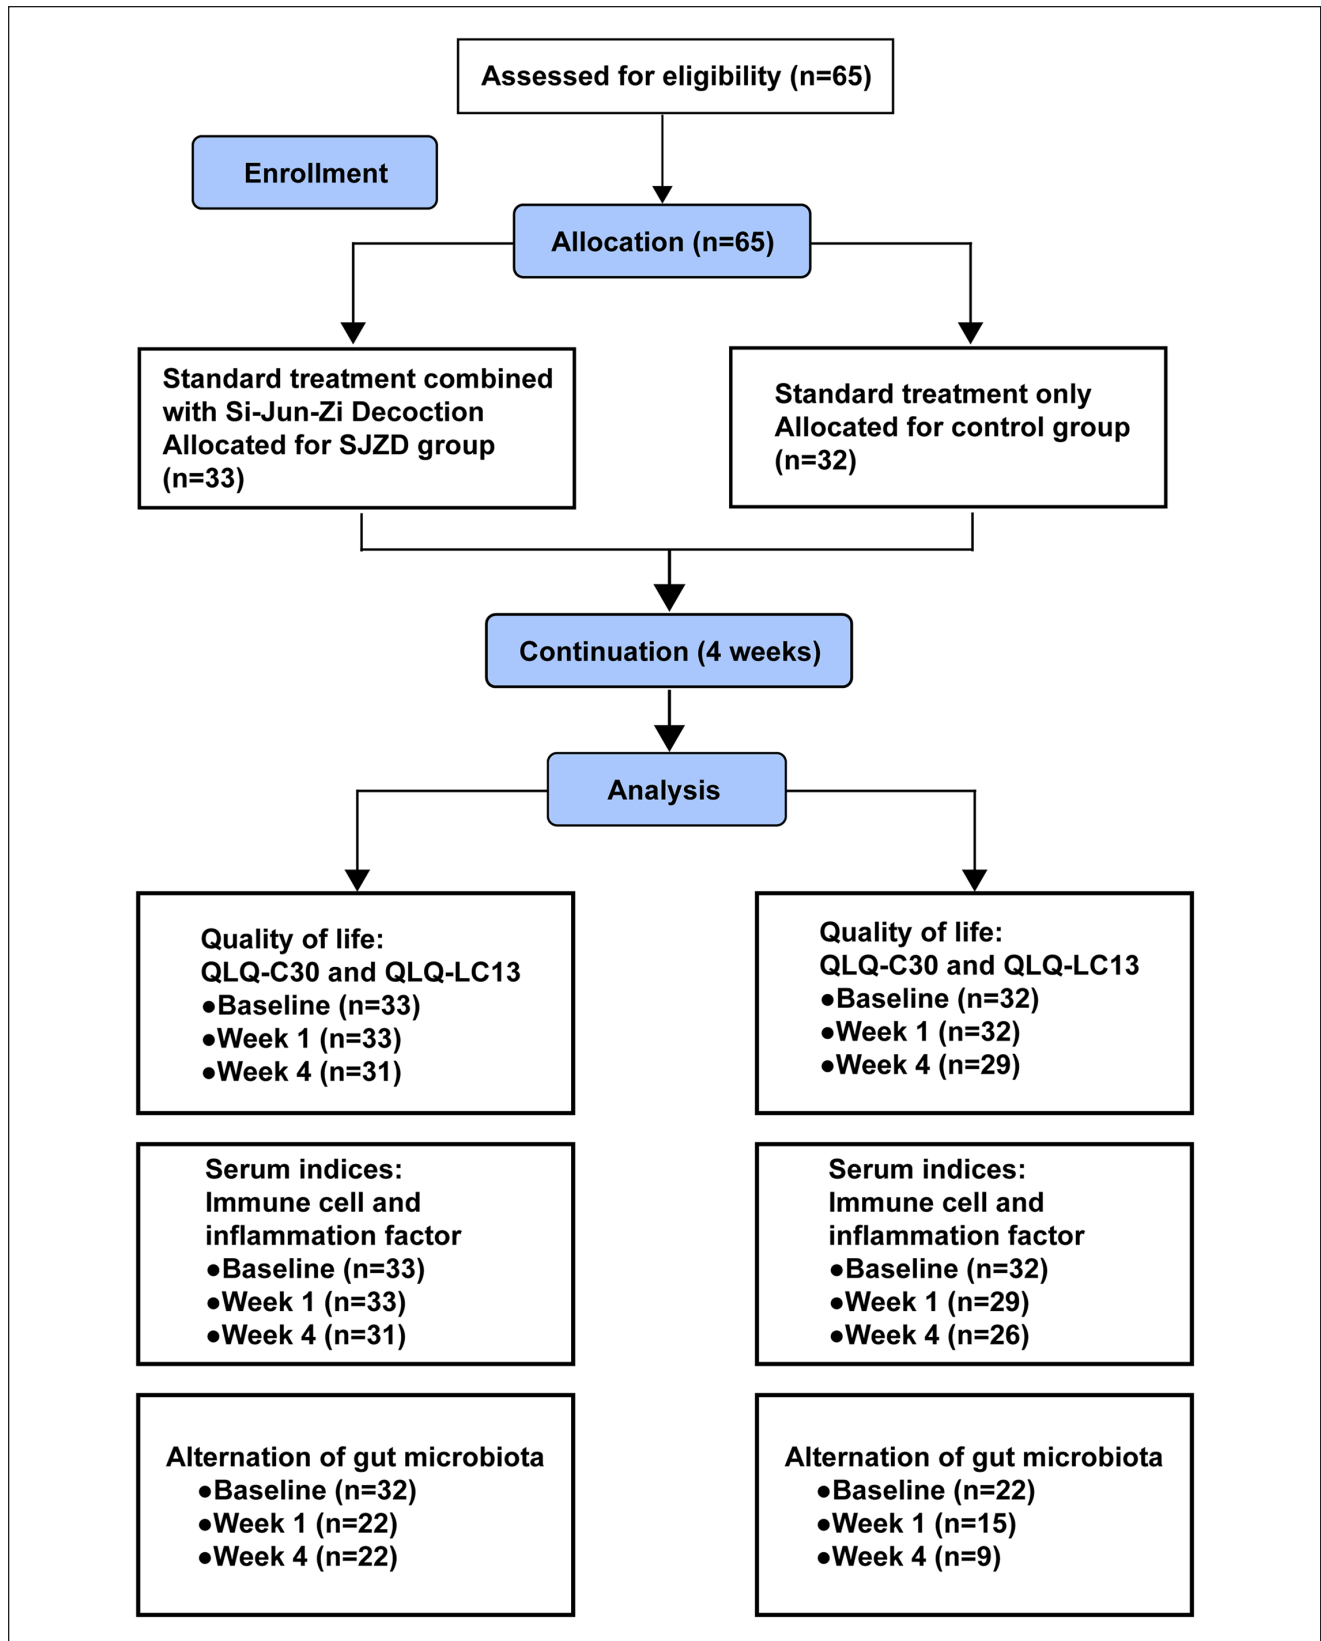 Assessed for eligibility (n=65)
Enrollment
Allocation (n=65)
Standard treatment combined
with Si-Jun-Zi Decoction
Allocated for SJZD group
(n=33)
Standard treatment only
Allocated for control group
(n=32)
Continuation (4 weeks)
Analysis
Quality of life:
QLQ-C30 and QLQ-LC13
●Baseline (n=33)
●Week 1 (n=33)
●Week 4 (n=31)
Quality of life:
QLQ-C30 and QLQ-LC13
●Baseline (n=32)
●Week 1 (n=32)
●Week 4 (n=29)
Serum indices:
Immune cell and
inflammation factor
●Baseline (n=33)
●Week 1 (n=33)
●Week 4 (n=31)
Serum indices:
Immune cell and
inflammation factor
●Baseline (n=32)
●Week 1 (n=29)
●Week 4 (n=26)
Alternation of gut microbiota
●Baseline (n=32)
●Week 1 (n=22)
●Week 4 (n=22)
Alternation of gut microbiota
●Baseline (n=22)
●Week 1 (n=15)
●Week 4 (n=9)